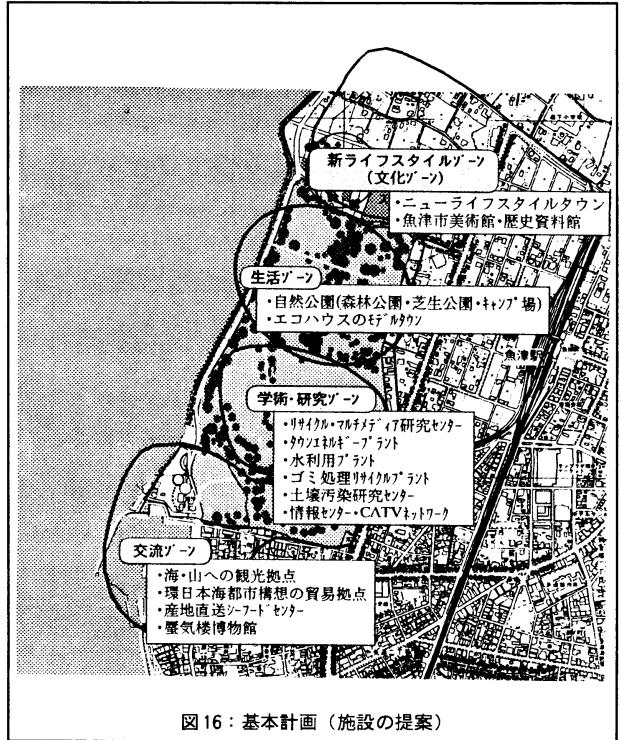 新ライフスタイルゾーン
(文化ゾーン)
・ニューライフスタイルタウン
・魚津市美術館・歴史資料館
生活ゾーン
・自然公園(森林公園・芝生公園・キャンプ場)
・エコハウスのモデルタウン
魚津駅
学術・研究ゾーン
・リサイクル・マルチメディア研究センター
・タウンエネルギープラント
・水利用プラント
・ゴミ処理リサイクルプラント
・土壌汚染研究センター
・情報センター・CATVネットワーク
交流ゾーン
・海・山への観光拠点
・環日本海都市構想の貿易拠点
・産地直送シーフードセンター
・蜃気楼博物館
図16：基本計画（施設の提案）